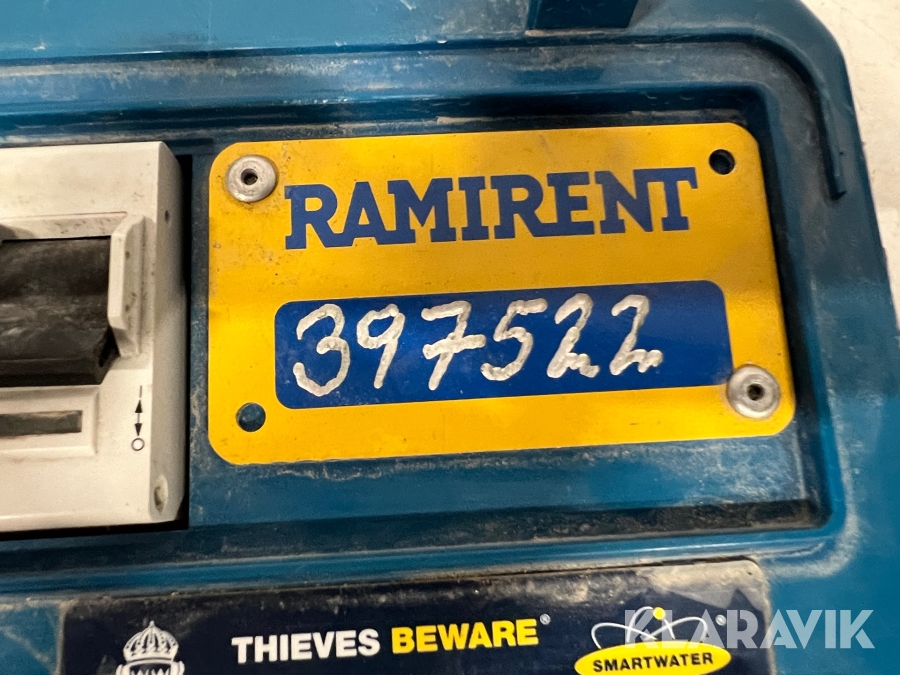 RAMIRENT
397522
THIEVES BEWARE®
SMARTWATER
KLARAVIK